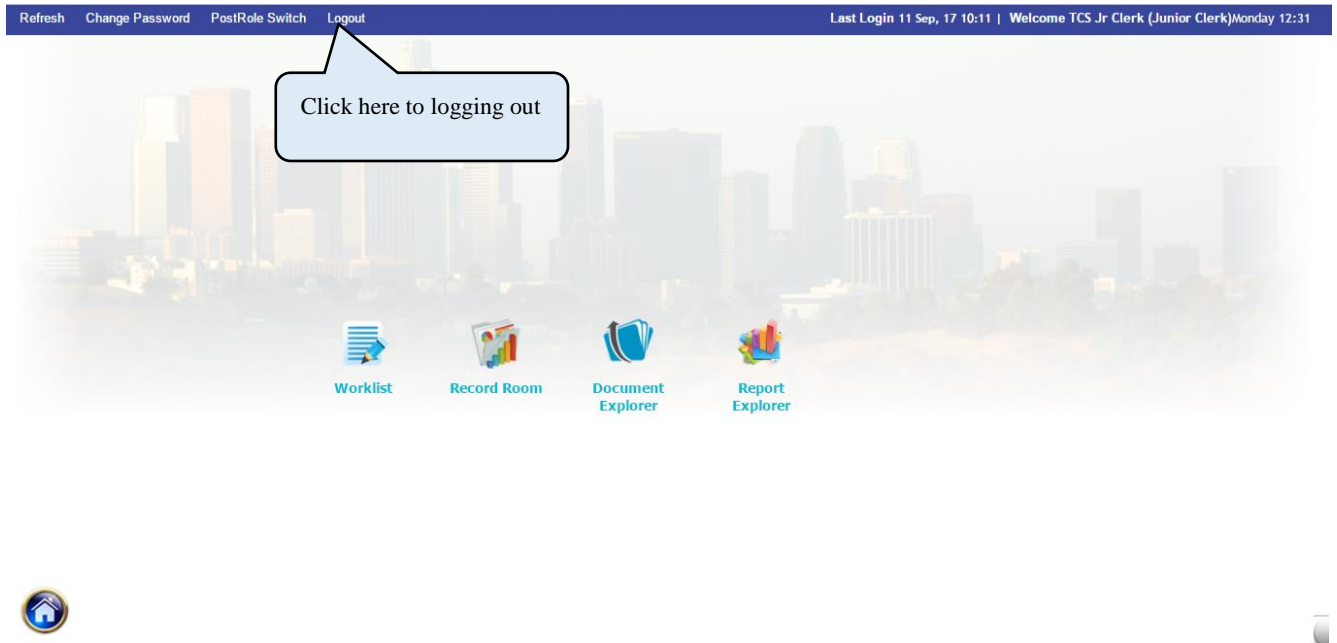 Refresh Change Password PostRole Switch Logout Last Login 11 Sep, 17 10:11 | Welcome TCS Jr Clerk (Junior Clerk)Monday 12:31
Click here to logging out
Worklist Record Room Document Explorer Report Explorer